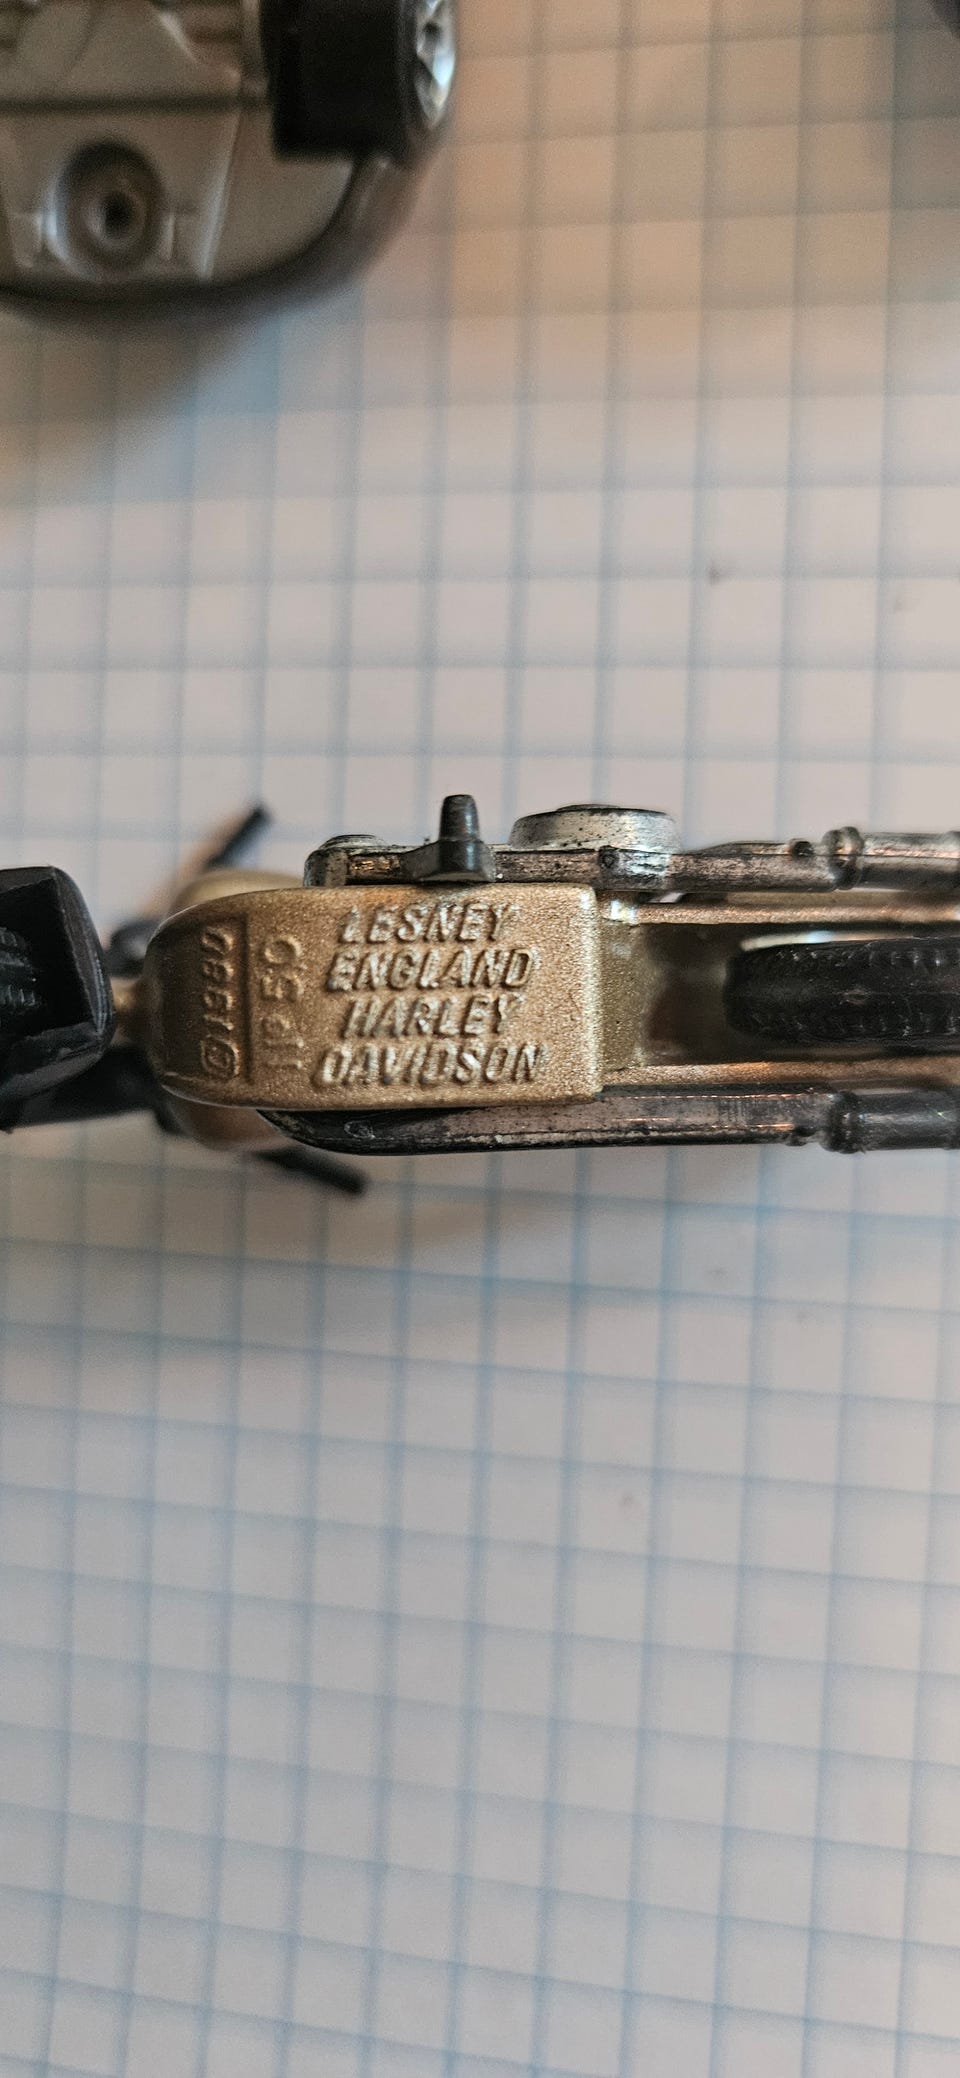 LESNEY
ENGLAND
HARLEY
DAVIDSON
Nº 50
©1980